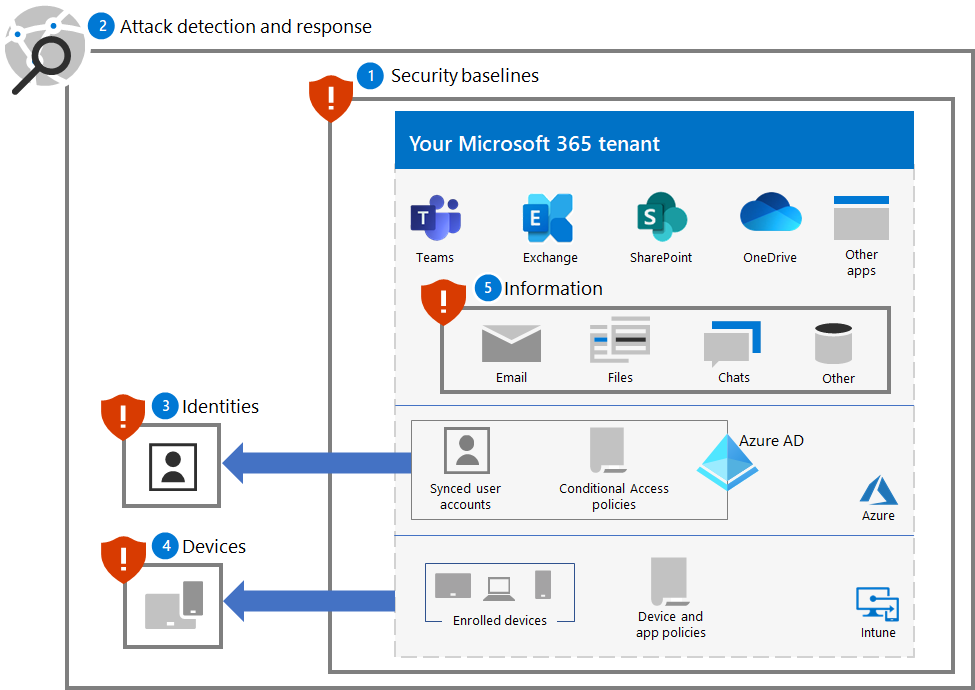 2 Attack detection and response
1 Security baselines
Your Microsoft 365 tenant
T
E
S
Teams
Exchange
SharePoint
OneDrive
Other
apps
5 Information
Email
Files
Chats
Other
3 Identities
Azure AD
Synced user
accounts
Conditional Access
policies
Azure
4 Devices
Enrolled devices
Device and
app policies
Intune